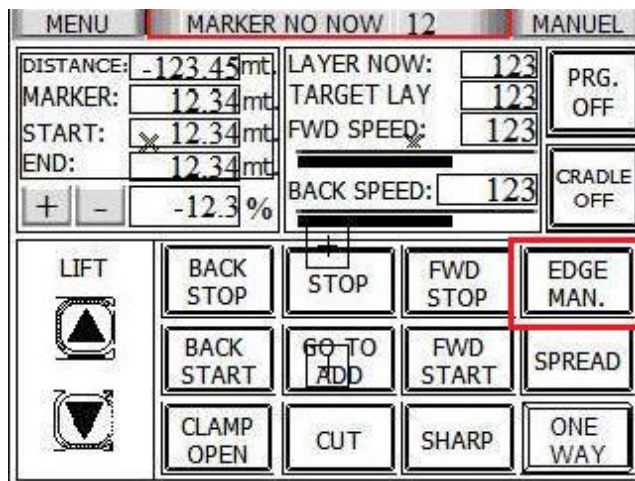 MENU MARKER NO NOW 12 MANUEL
DISTANCE: -123.45 mt.
MARKER: 12.34 mt.
START: 12.34 mt.
END: 12.34 mt.
+ - -12.3 %
LAYER NOW: 123
TARGET LAY 123
FWD SPEED: 123
BACK SPEED: 123
PRG.
OFF
CRADLE
OFF
LIFT
BACK
STOP
STOP
FWD
STOP
EDGE
MAN.
BACK
START
GO TO
ADD
FWD
START
SPREAD
CLAMP
OPEN
CUT
SHARP
ONE
WAY